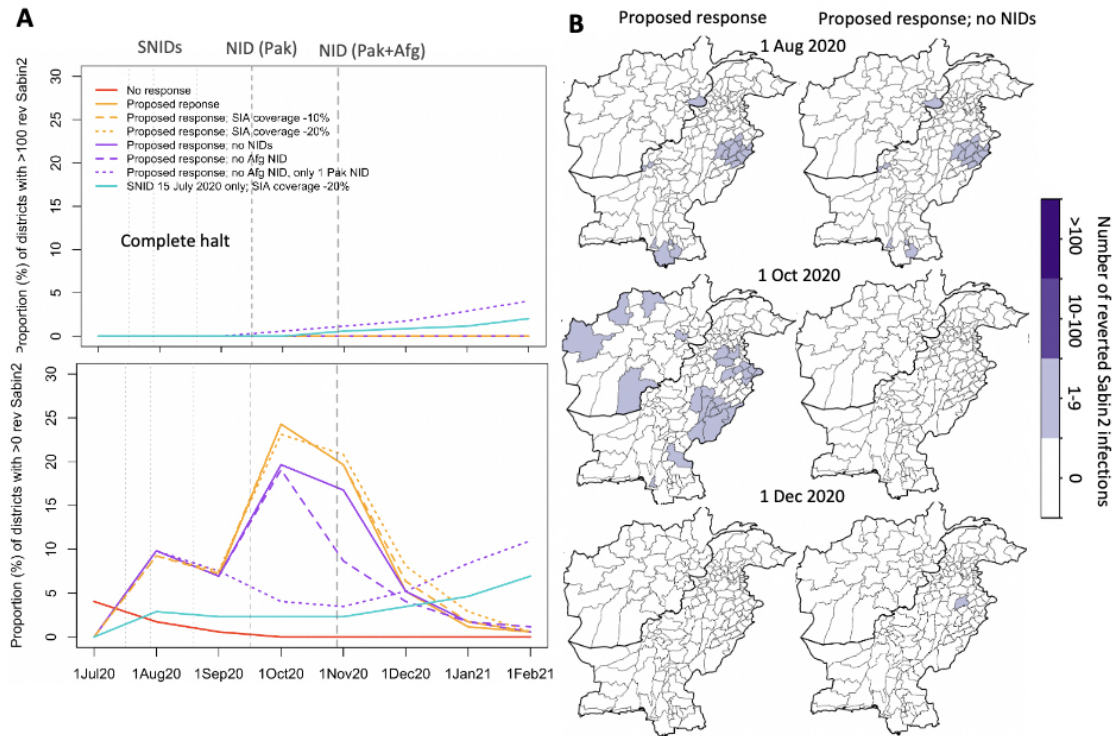 A
SNIDs
NID (Pak)
NID (Pak+Afg)
Proportion (%) of districts with >100 rev Sabin2
30
25
20
15
10
5
0
No response
Proposed reponse
Proposed response; SIA coverage -10%
Proposed response; SIA coverage -20%
Proposed response; no NIDs
Proposed response; no Afg NID
Proposed response; no Afg NID, only 1 Pak NID
SNID 15 July 2020 only; SIA coverage -20%
Complete halt
Proportion (%) of districts with >0 rev Sabin2
30
25
20
15
10
5
0
1Jul20 1Aug20 1Sep20 1Oct20 1Nov20 1Dec20 1Jan21 1Feb21
B
Proposed response
Proposed response; no NIDs
1 Aug 2020
1 Oct 2020
1 Dec 2020
>100
10-100
1-9
0
Number of reverted Sabin2 infections